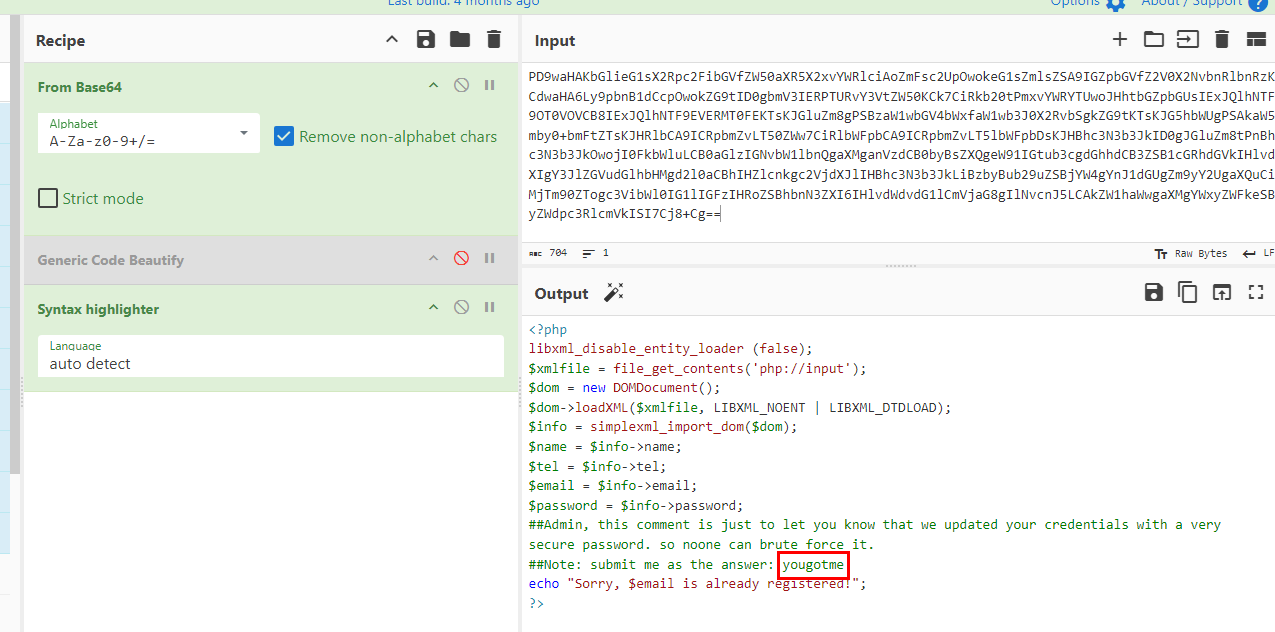 Last build: 4 months ago
Options
About / Support
Recipe
From Base64
Alphabet
A-Za-z0-9+/=
Remove non-alphabet chars
Strict mode
Generic Code Beautify
Syntax highlighter
Language
auto detect
Input
PD9waHAKbGlieG1sX2Rpc2FibGVfZW50aXR5X2xvYWRlciAoZmFsc2UpOwokeG1sZmlsZSA9IGZpbGVfZ2V0X2NvbnRlbnRzK
CdwaHA6Ly9pbnB1dCcpOwokZG9tID0gbmV3IERPTURvY3VtZW50KCk7CiRkb20tPmxvYWRYTUwoJHhtbGZpbGUsIExJQlhNTF
9OT0VOVCB8IExJQlhNTF9EVERMT0FEKTsKJGluZm8gPSBzaW1wbGV4bWxfaW1wb3J0X2RvbSgkZG9tKTsKJG5hbWUgPSAkaW5
mby0+bmFtZTsKJHRlbCA9ICRpbmZvLT50ZWw7CiRlbWFpbCA9ICRpbmZvLT5lbWFpbDsKJHBhc3N3b3JkID0gJGluZm8tPnBh
c3N3b3JkOwojI0FkbWluLCB0aGlzIGNvbW1lbnQgaXMganVzdCB0byBsZXQgeW91IGtub3cgdGhhdCB3ZSB1cGRhdGVkIHlvd
XIgY3JlZGVudGlhbHMgd2l0aCBhIHZlcnkgc2VjdXJlIHBhc3N3b3JkLiBzbyBub29uZSBjYW4gYnJ1dGUgZm9yY2UgaXQuCi
MjTm90ZTogc3VibWl0IG1lIGFzIHRoZSBhbnN3ZXI6IHlvdWdvdG1lCmVjaG8gIlNvcnJ5LCAkZW1haWwgaXMgYWxyZWFkeSB
yZWdpc3RlcmVkISI7Cj8+Cg==
704
1
Raw Bytes
LF
Output
<?php
libxml_disable_entity_loader (false);
$xmlfile = file_get_contents('php://input');
$dom = new DOMDocument();
$dom->loadXML($xmlfile, LIBXML_NOENT | LIBXML_DTDLOAD);
$info = simplexml_import_dom($dom);
$name = $info->name;
$tel = $info->tel;
$email = $info->email;
$password = $info->password;
##Admin, this comment is just to let you know that we updated your credentials with a very
secure password. so noone can brute force it.
##Note: submit me as the answer: yougotme
echo "Sorry, $email is already registered!";
?>